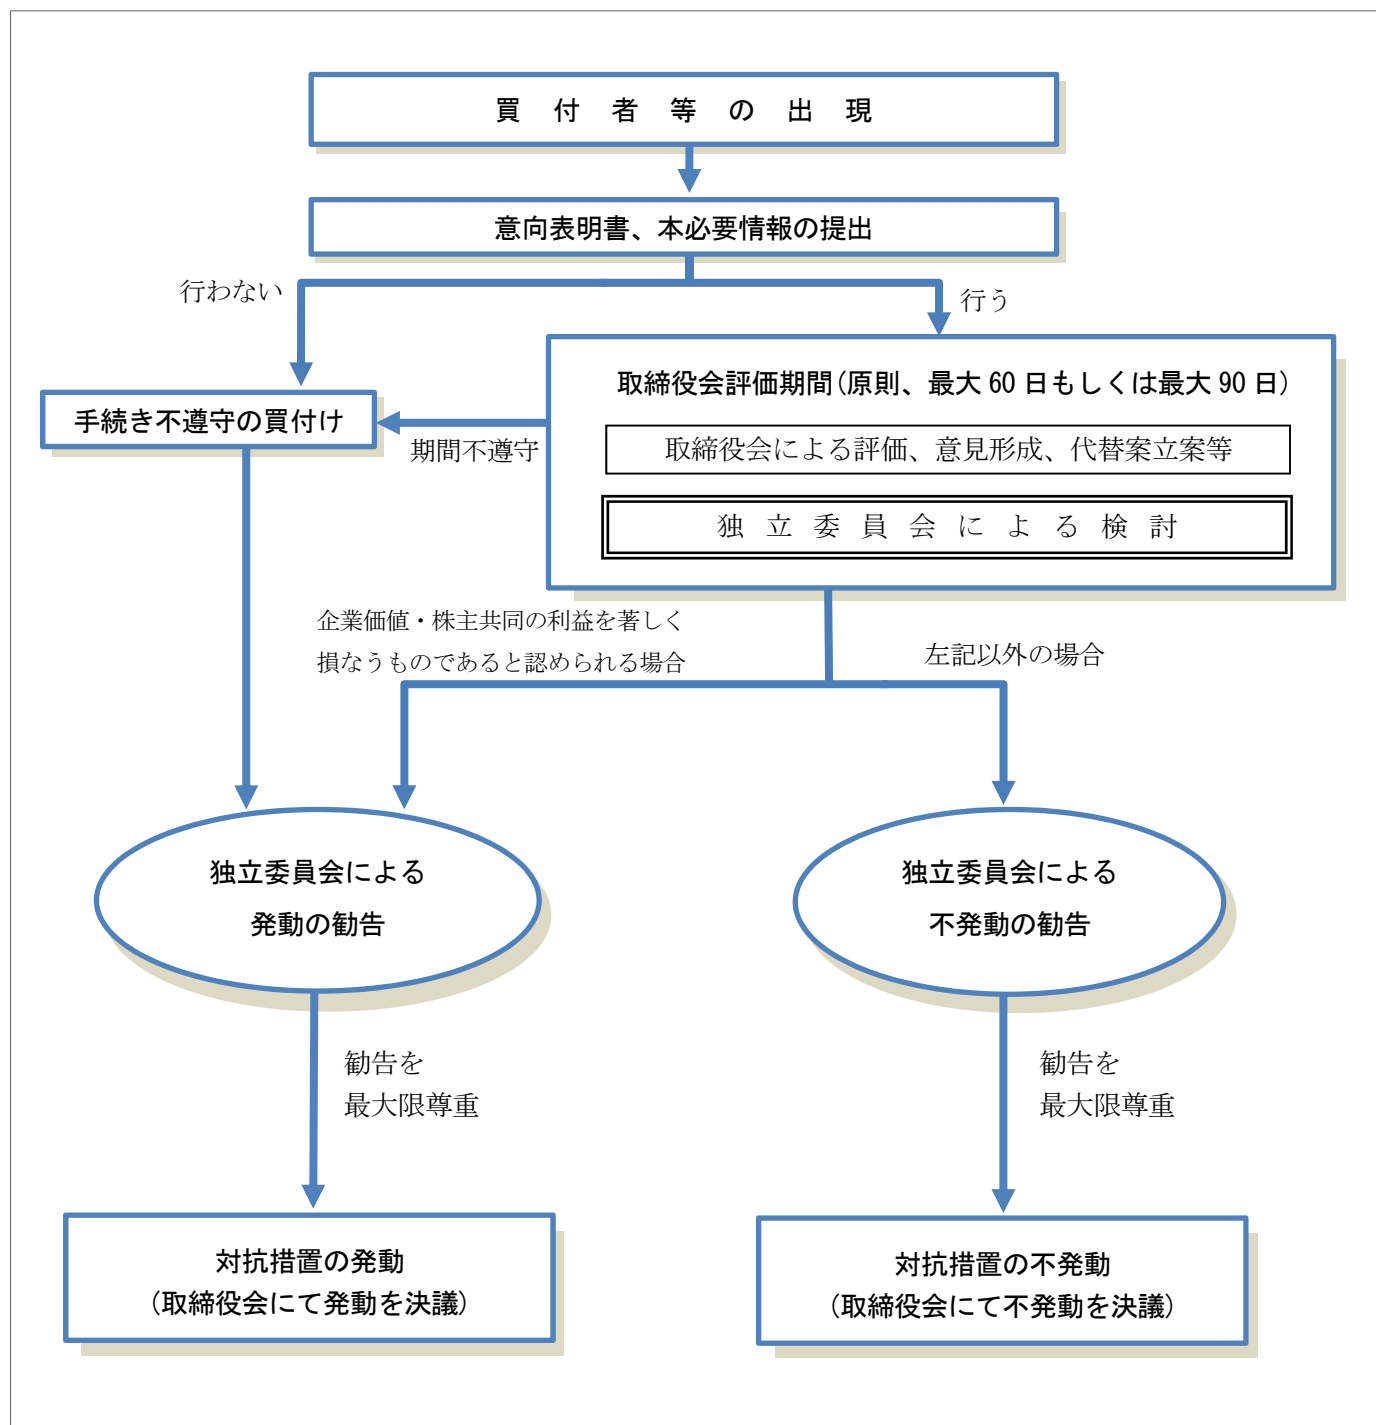 買付者等の出現
意向表明書、本必要情報の提出
行わない
行う
取締役会評価期間(原則、最大 60 日もしくは最大 90 日)
手続き不遵守の買付け
期間不遵守
取締役会による評価、意見形成、代替案立案等
独立委員会による検討
企業価値・株主共同の利益を著しく
損なうものであると認められる場合
左記以外の場合
独立委員会による
発動の勧告
独立委員会による
不発動の勧告
勧告を
最大限尊重
勧告を
最大限尊重
対抗措置の発動
(取締役会にて発動を決議)
対抗措置の不発動
(取締役会にて不発動を決議)